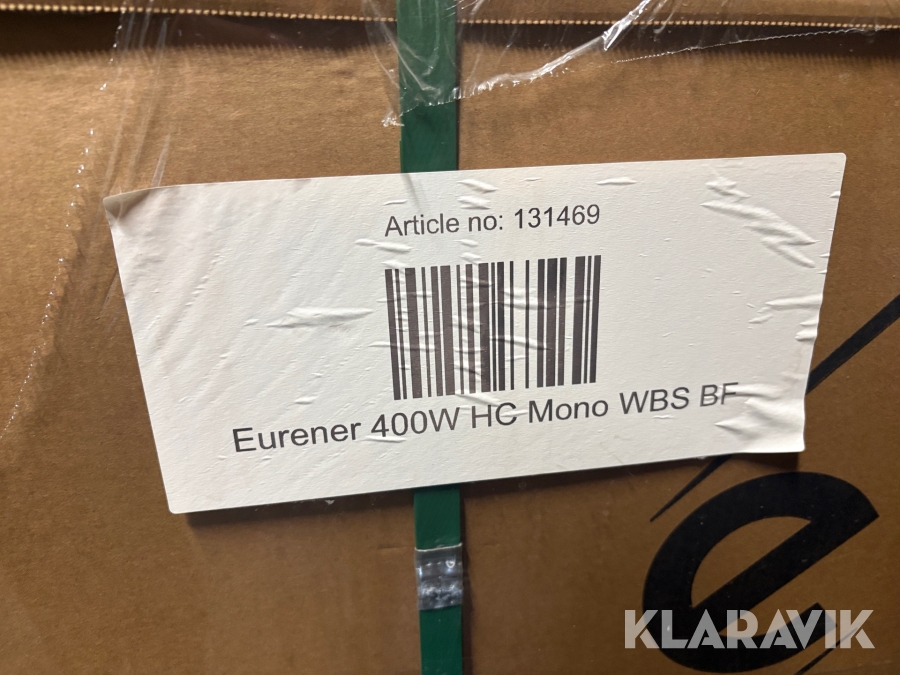 Article no: 131469
Eurener 400W HC Mono WBS BF
e
KLARAVIK